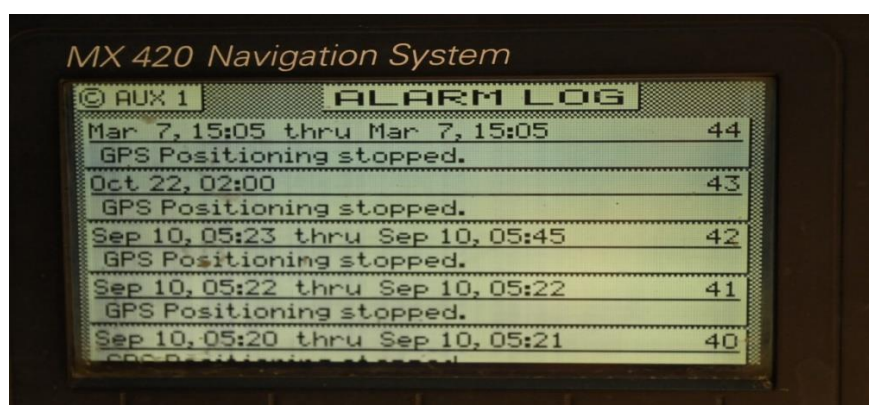 MX 420 Navigation System
© AUX 1 ALARM LOG
Mar 7, 15:05 thru Mar 7, 15:05 44
GPS Positioning stopped.
Oct 22, 02:00 43
GPS Positioning stopped.
Sep 10, 05:23 thru Sep 10, 05:45 42
GPS Positioning stopped.
Sep 10, 05:22 thru Sep 10, 05:22 41
GPS Positioning stopped.
Sep 10, 05:20 thru Sep 10, 05:21 40
GPS Positioning stopped